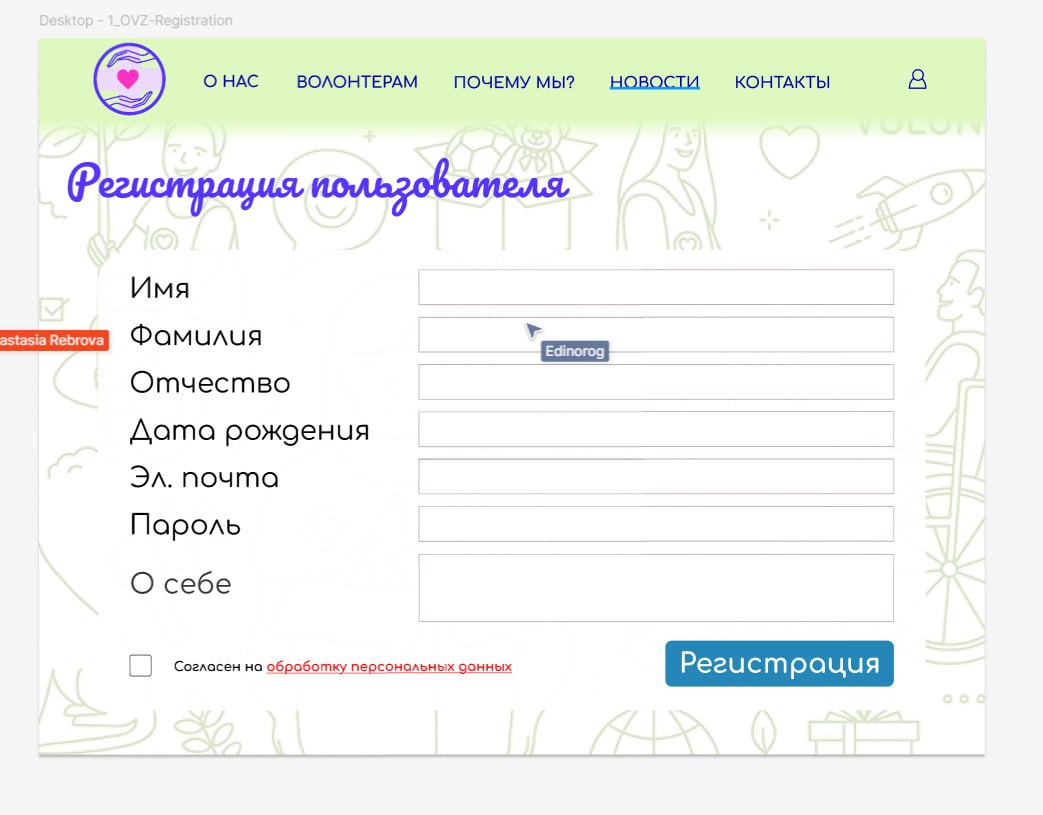 Desktop - 1_OVZ-Registration
О НАС ВОЛОНТЕРАМ ПОЧЕМУ МЫ? НОВОСТИ КОНТАКТЫ
Регистрация пользователя
Имя
Фамилия
astasia Rebrova
Edinorog
Отчество
Дата рождения
Эл. почта
Пароль
О себе
Согласен на обработку персональных данных
Регистрация